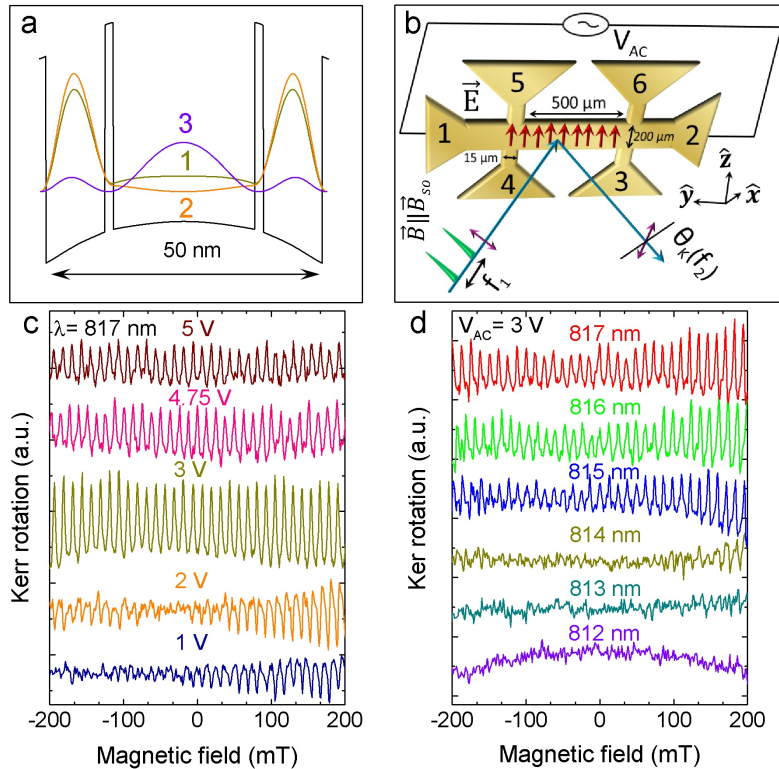 a
3
1
2
50 nm
b
V_AC
5
6
E
500 µm
1
2
200 µm
15 µm
4
3
ẑ
ŷ
x̂
B||B_so
f_1
θ_K(f_2)
c
λ= 817 nm
5 V
4.75 V
3 V
2 V
1 V
Kerr rotation (a.u.)
-200 -100 0 100 200
Magnetic field (mT)
d
V_AC= 3 V
817 nm
816 nm
815 nm
814 nm
813 nm
812 nm
Kerr rotation (a.u.)
-200 -100 0 100 200
Magnetic field (mT)